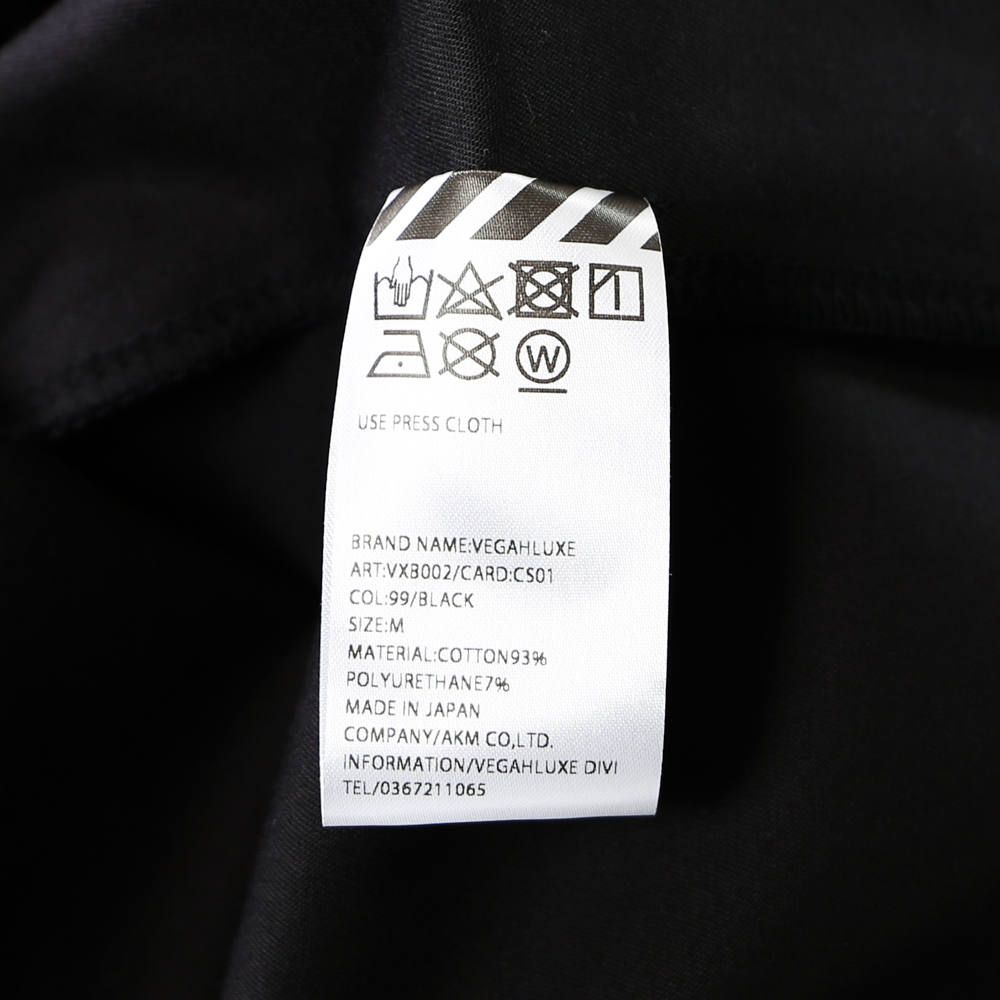 W
USE PRESS CLOTH
BRAND NAME:VEGAHLUXE
ART:VXB002/CARD:CS01
COL:99/BLACK
SIZE:M
MATERIAL:COTTON93%
POLYURETHANE7%
MADE IN JAPAN
COMPANY/AKM CO,LTD.
INFORMATION/VEGAHLUXE DIVI
TEL/0367211065